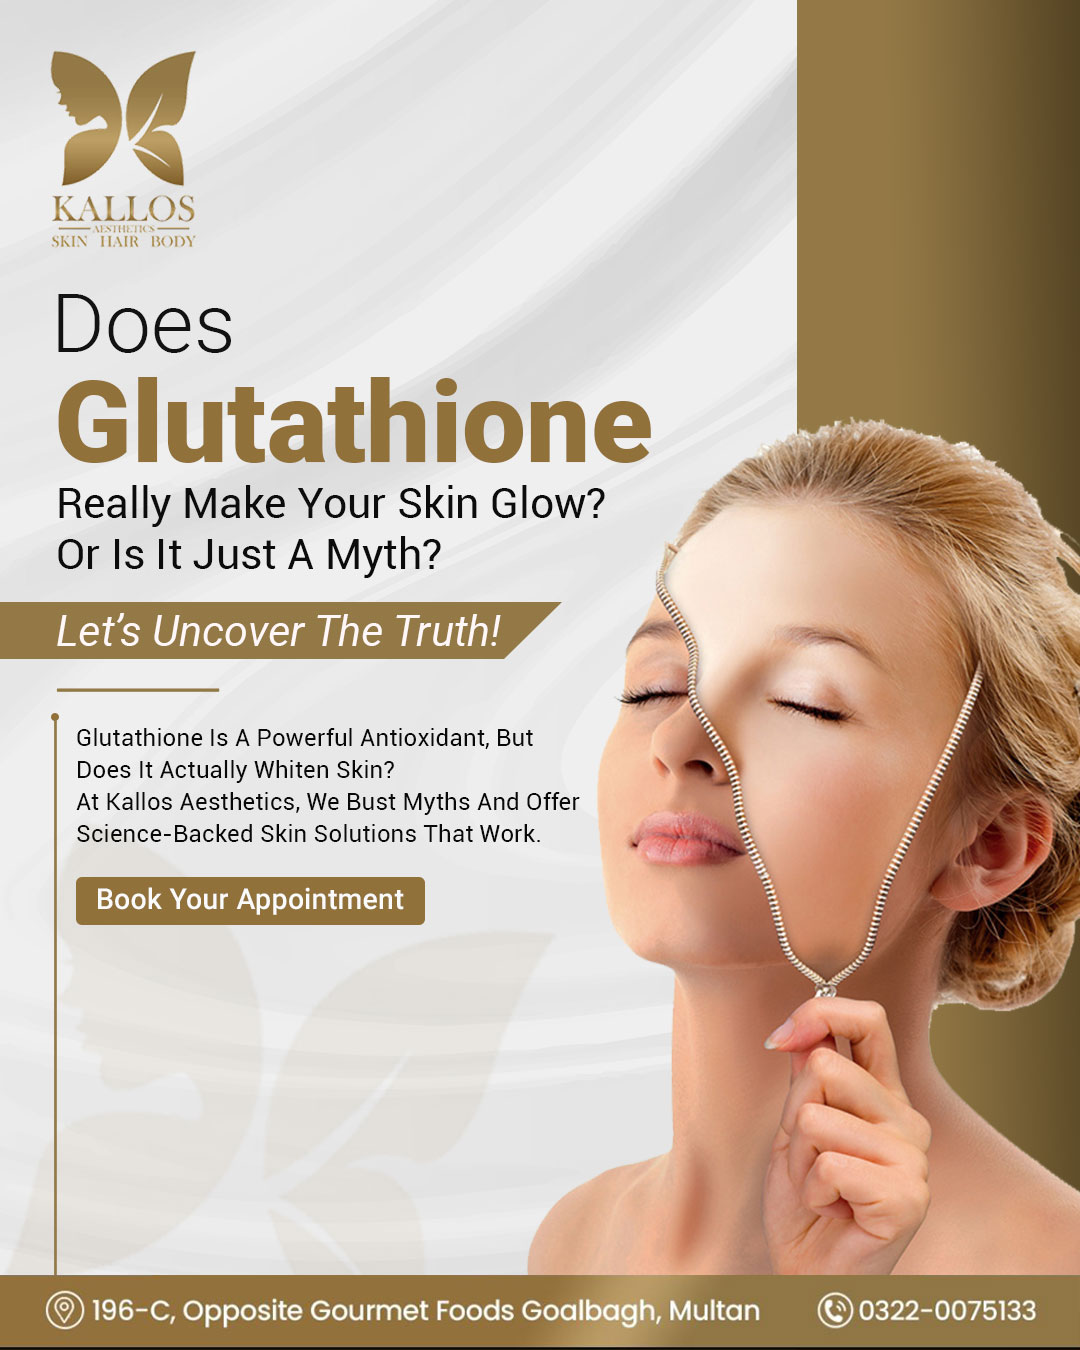 KALLOS
AESTHETICS
SKIN HAIR BODY
Does
Glutathione
Really Make Your Skin Glow?
Or Is It Just A Myth?
Let's Uncover The Truth!
Glutathione Is A Powerful Antioxidant, But
Does It Actually Whiten Skin?
At Kallos Aesthetics, We Bust Myths And Offer
Science-Backed Skin Solutions That Work.
Book Your Appointment
196-C, Opposite Gourmet Foods Goalbagh, Multan
0322-0075133